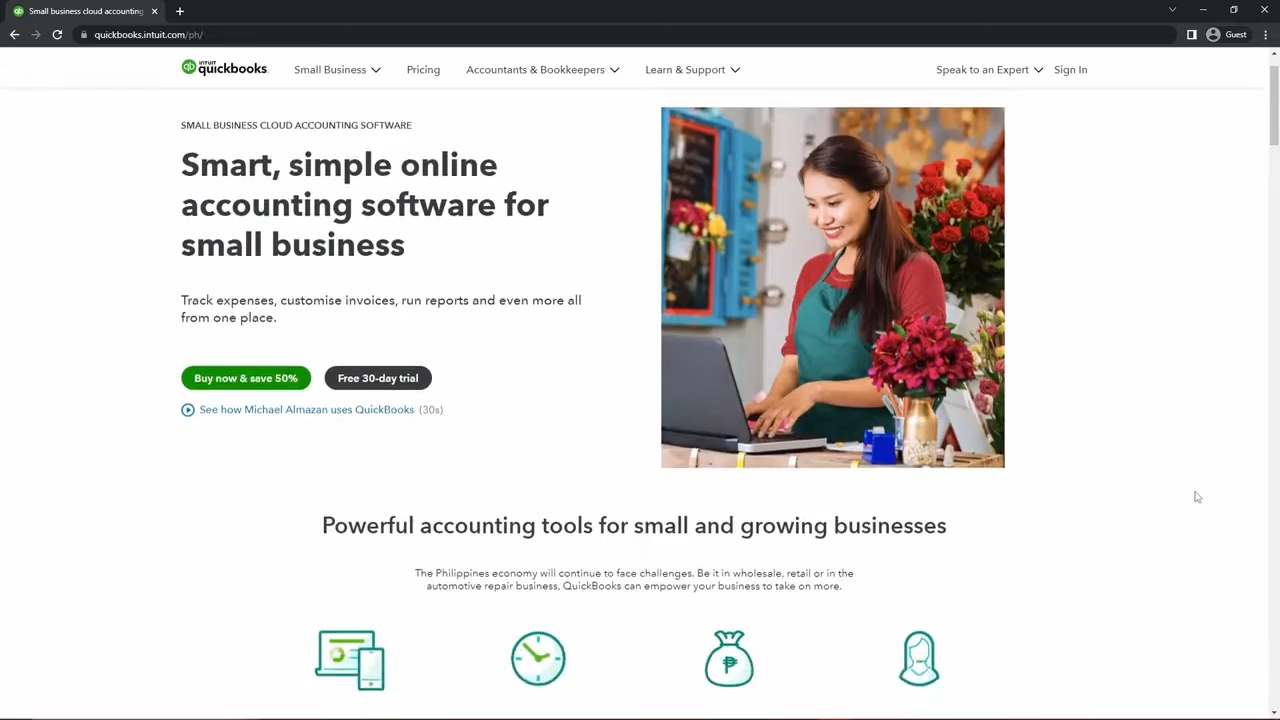 Small business cloud accounting
quickbooks.intuit.com/ph/
Guest
qb INTUIT quickbooks.
Small Business
Pricing
Accountants & Bookkeepers
Learn & Support
Speak to an Expert
Sign In
SMALL BUSINESS CLOUD ACCOUNTING SOFTWARE
Smart, simple online
accounting software for
small business
Track expenses, customise invoices, run reports and even more all
from one place.
Buy now & save 50%
Free 30-day trial
See how Michael Almazan uses QuickBooks (30s)
Powerful accounting tools for small and growing businesses
The Philippines economy will continue to face challenges. Be it in wholesale, retail or in the
automotive repair business, QuickBooks can empower your business to take on more.
₱